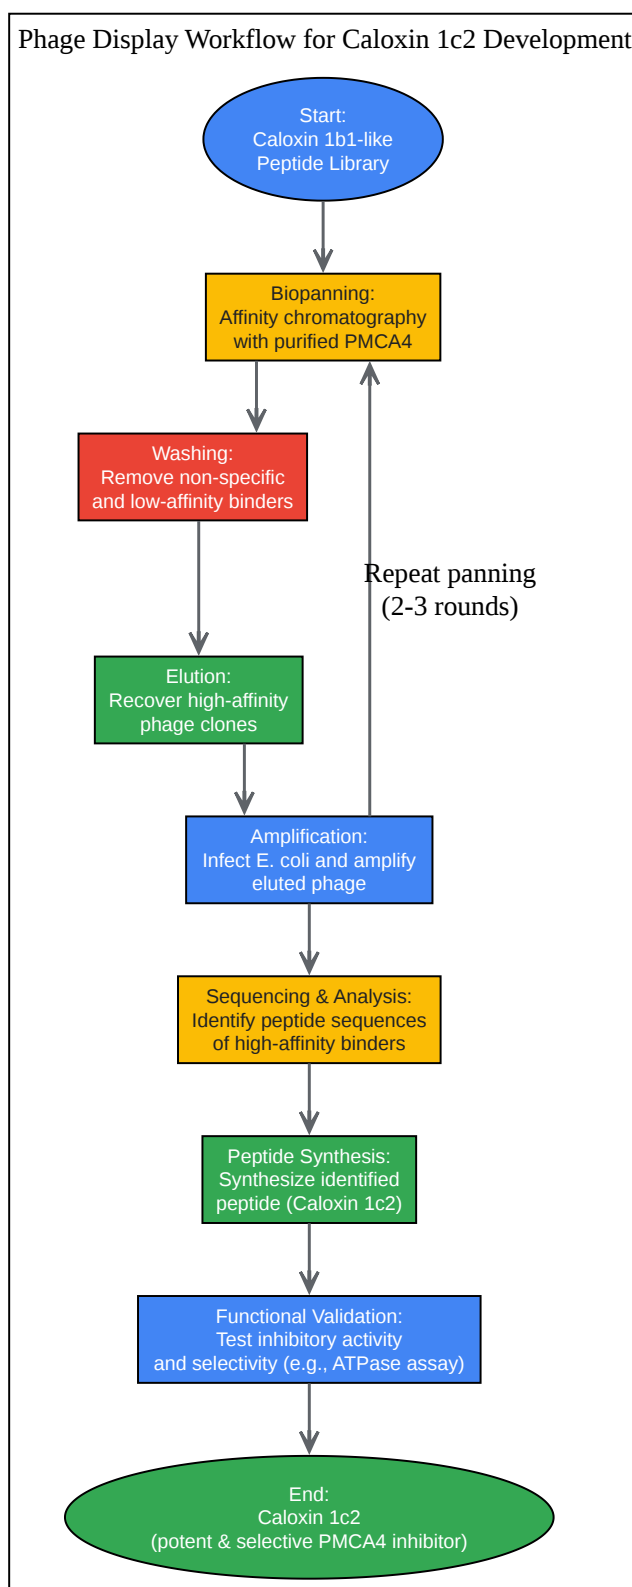 Phage Display Workflow for Caloxin 1c2 Development
Start:
Caloxin 1b1-like
Peptide Library
Biopanning:
Affinity chromatography
with purified PMCA4
Washing:
Remove non-specific
and low-affinity binders
Repeat panning
(2-3 rounds)
Elution:
Recover high-affinity
phage clones
Amplification:
Infect E. coli and amplify
eluted phage
Sequencing & Analysis:
Identify peptide sequences
of high-affinity binders
Peptide Synthesis:
Synthesize identified
peptide (Caloxin 1c2)
Functional Validation:
Test inhibitory activity
and selectivity (e.g., ATPase assay)
End:
Caloxin 1c2
(potent & selective PMCA4 inhibitor)